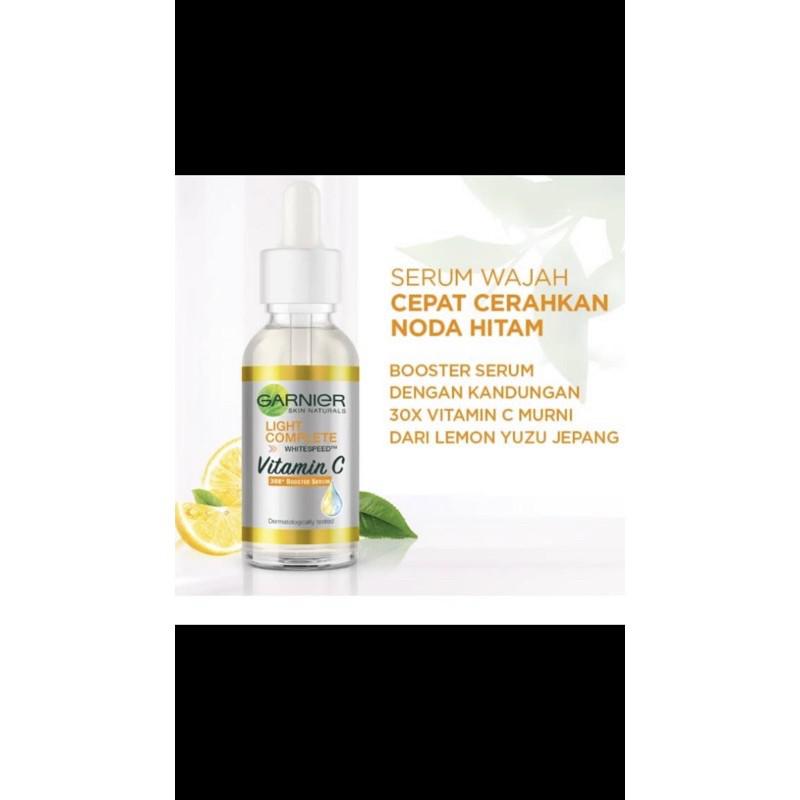 SERUM WAJAH
CEPAT CERAHKAN
NODA HITAM
BOOSTER SERUM
DENGAN KANDUNGAN
30X VITAMIN C MURNI
DARI LEMON YUZU JEPANG
GARNIER
SKIN NATURALS
LIGHT
COMPLETE
WHITESPEED™
Vitamin C
BOOSTER SERUM
Dermatologically tested